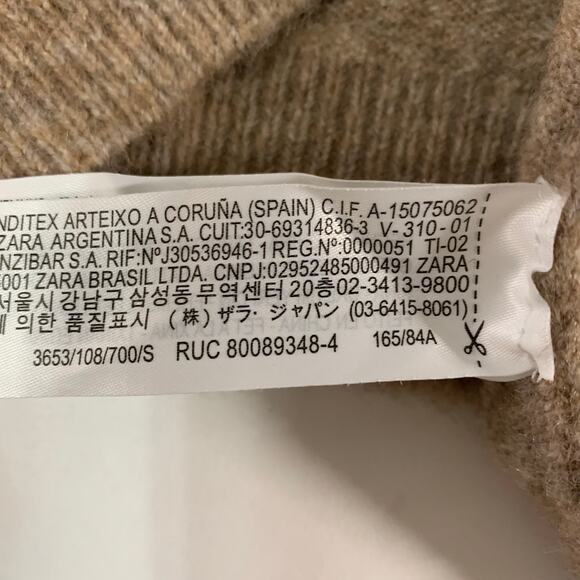 NDITEX ARTEIXO A CORUÑA (SPAIN) C.I.F. A-15075062
ZARA ARGENTINA S.A. CUIT:30-69314836-3 V- 310 - 01
NZIBAR S.A. RIF:NºJ30536946-1 REG.Nº:0000051 TI-02
001 ZARA BRASIL LTDA. CNPJ:02952485000491 ZARA
서울시 강남구 삼성동 무역센터 20층02-3413-9800
에 의한 품질표시 (株) ザラ・ジャパン (03-6415-8061)
3653/108/700/S RUC 80089348-4 165/84A